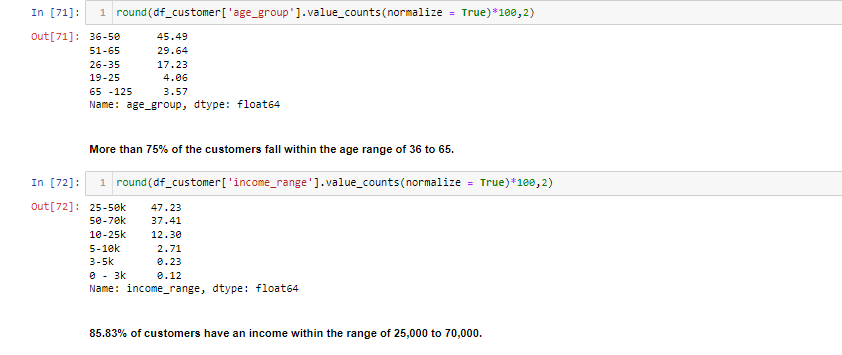 In [71]: 1 round(df_customer['age_group'].value_counts(normalize = True)*100,2)
Out[71]: 36-50 45.49
51-65 29.64
26-35 17.23
19-25 4.06
65 -125 3.57
Name: age_group, dtype: float64
More than 75% of the customers fall within the age range of 36 to 65.
In [72]: 1 round(df_customer['income_range'].value_counts(normalize = True)*100,2)
Out[72]: 25-50k 47.23
50-70k 37.41
10-25k 12.30
5-10k 2.71
3-5k 0.23
0 - 3k 0.12
Name: income_range, dtype: float64
85.83% of customers have an income within the range of 25,000 to 70,000.